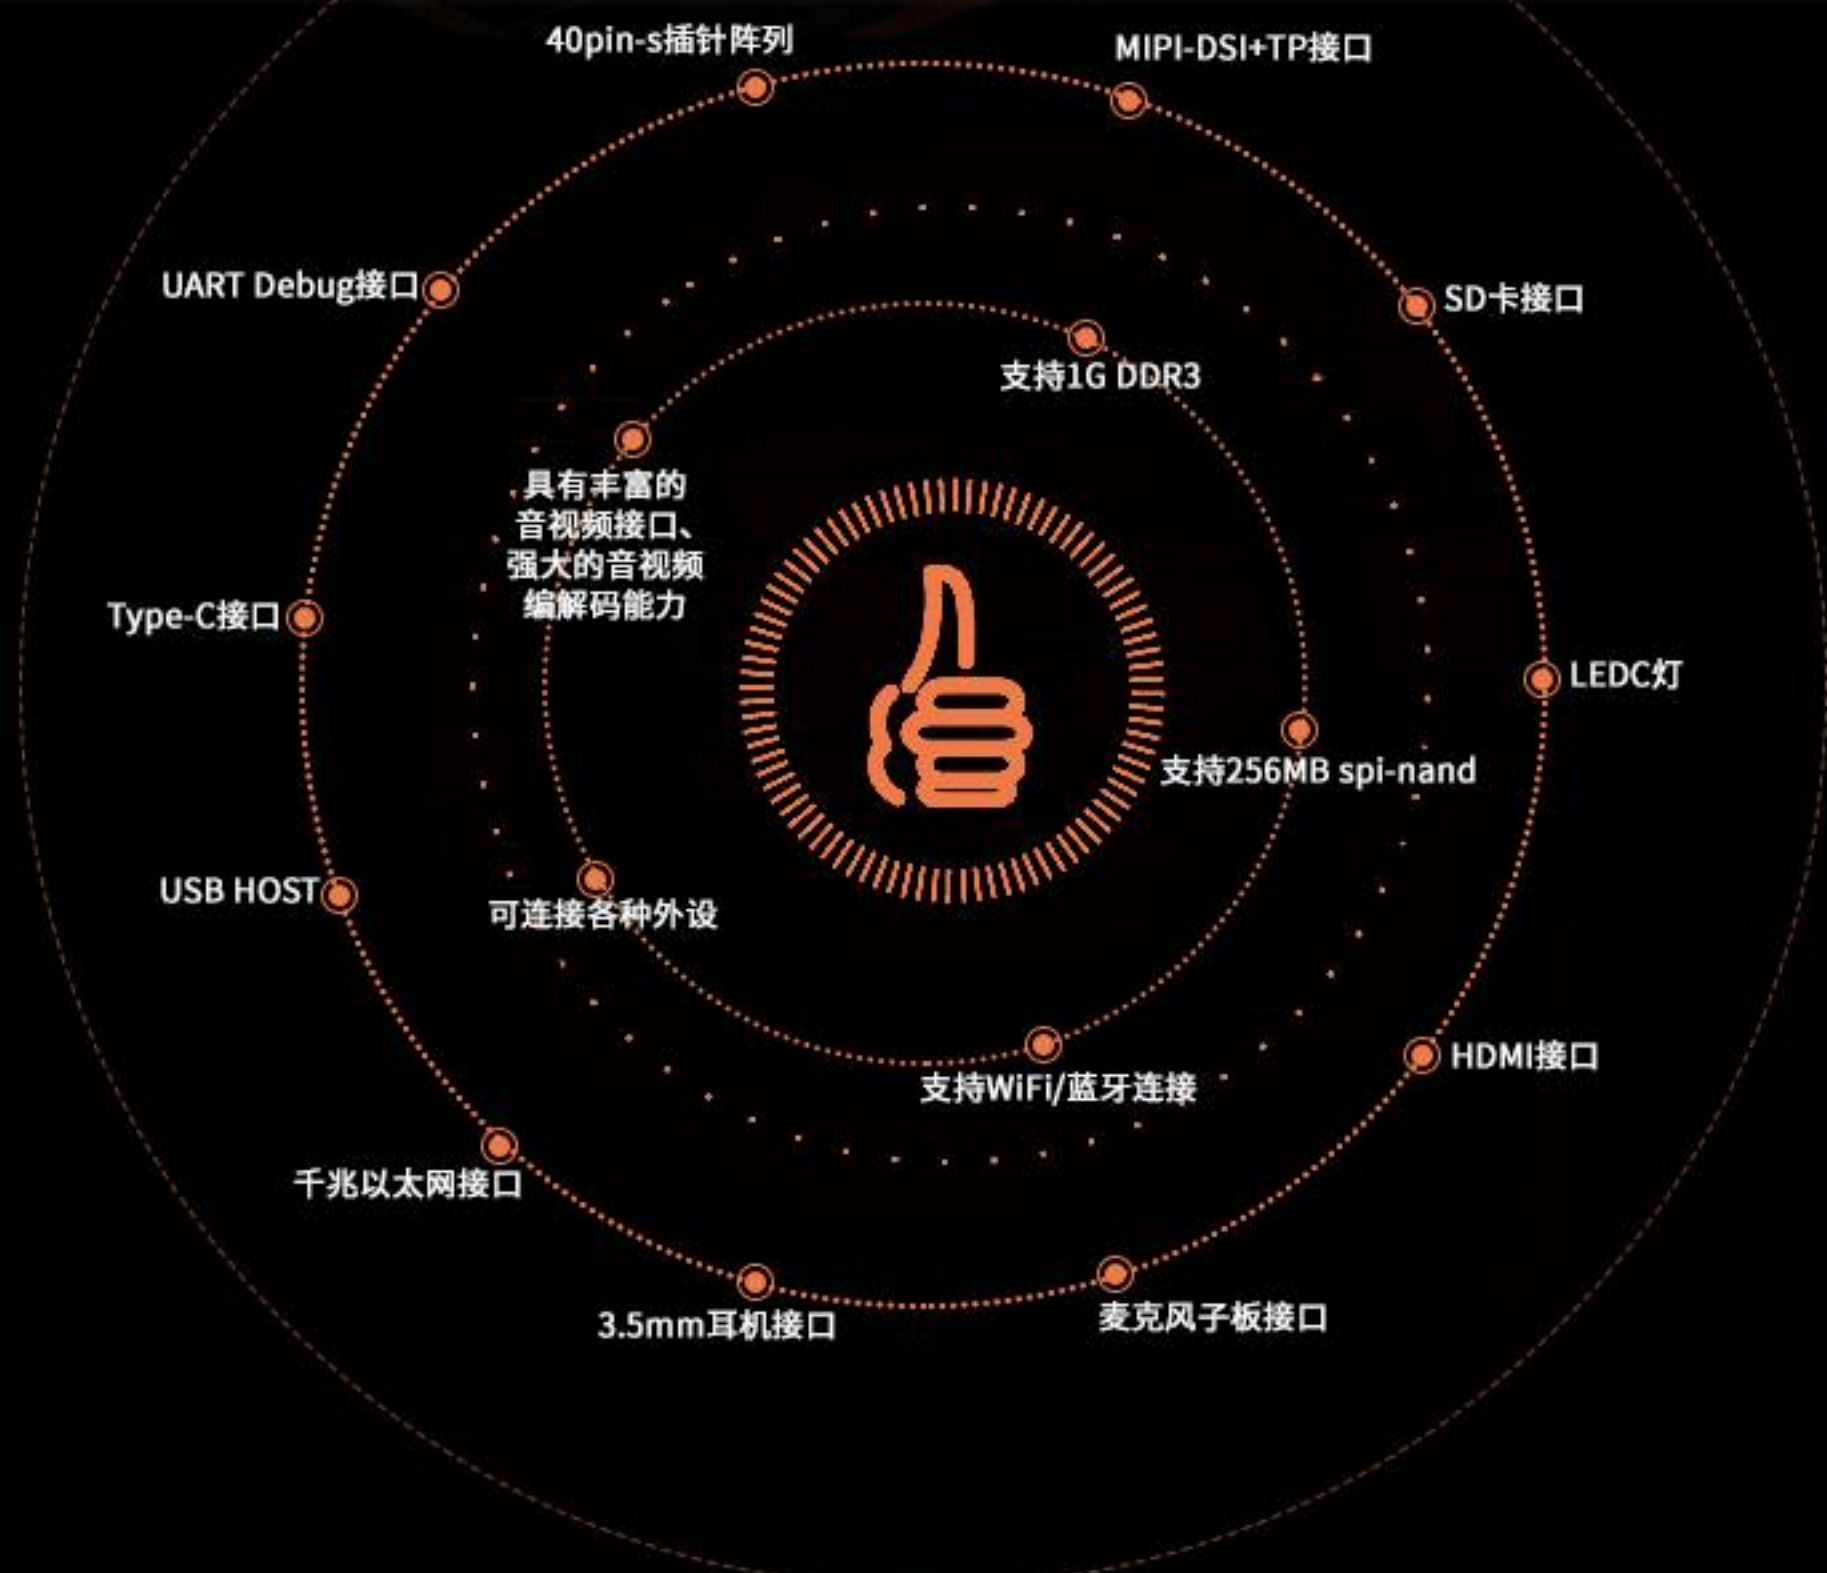 40pin-s插针阵列
MIPI-DSI+TP接口
UART Debug接口
SD卡接口
支持1G DDR3
具有丰富的
音视频接口、
强大的音视频
编解码能力
Type-C接口
LEDC灯
支持256MB spi-nand
USB HOST
可连接各种外设
HDMI接口
支持WiFi/蓝牙连接
千兆以太网接口
3.5mm耳机接口
麦克风子板接口